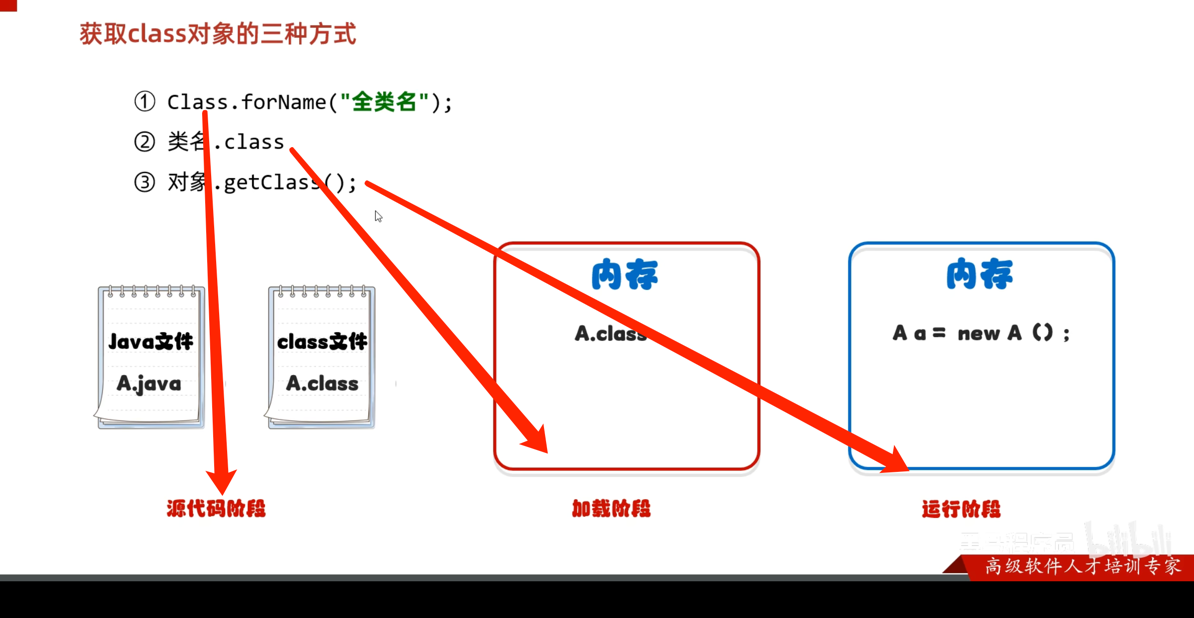 获取class对象的三种方式
① Class.forName("全类名");
② 类名.class
③ 对象.getClass();
Java文件
A.java
class文件
A.class
内存
A.class
内存
A a = new A () ;
源代码阶段
加载阶段
运行阶段
bilibili
高级软件人才培训专家